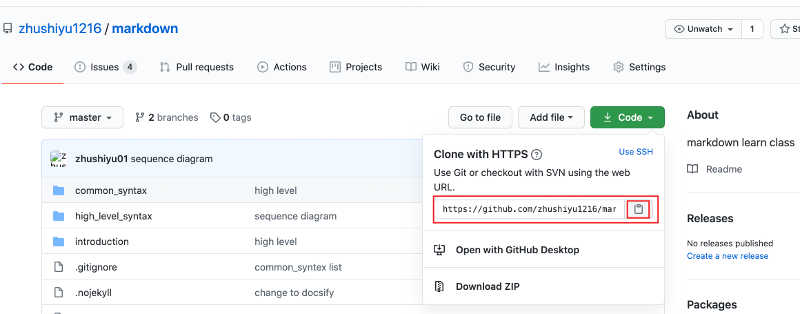 zhushiyu1216 / markdown
Unwatch 1
<> Code Issues 4 Pull requests Actions Projects Wiki Security Insights Settings
master 2 branches 0 tags Go to file Add file Code
About
markdown learn class
Readme
Releases
No releases published
Create a new release
Packages
zhushiyu01 sequence diagram
common_syntax high level
high_level_syntax sequence diagram
introduction high level
.gitignore common_syntex list
.nojekyll change to docsify
Clone with HTTPS Use SSH
Use Git or checkout with SVN using the web
URL.
https://github.com/zhushiyu1216/mar
Open with GitHub Desktop
Download ZIP